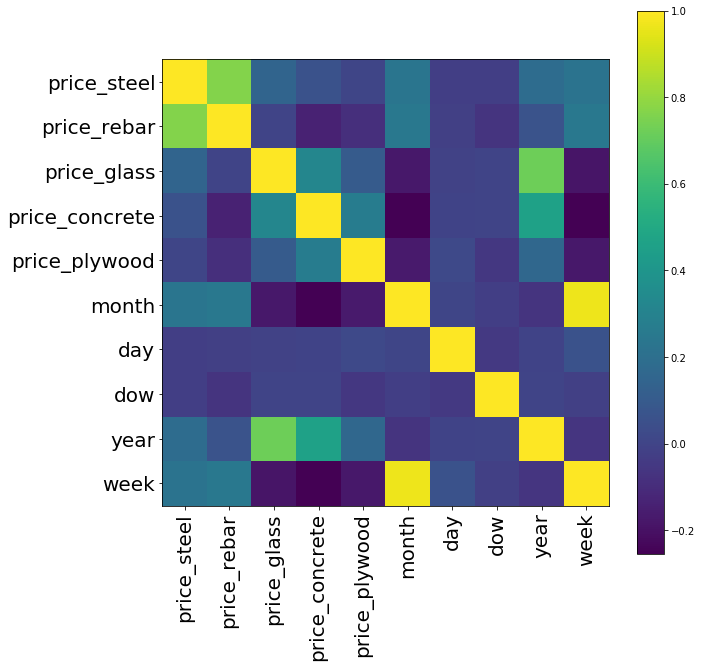 price_steel
price_rebar
price_glass
price_concrete
price_plywood
month
day
dow
year
week
price_steel
price_rebar
price_glass
price_concrete
price_plywood
month
day
dow
year
week
1.0
0.8
0.6
0.4
0.2
0.0
−0.2